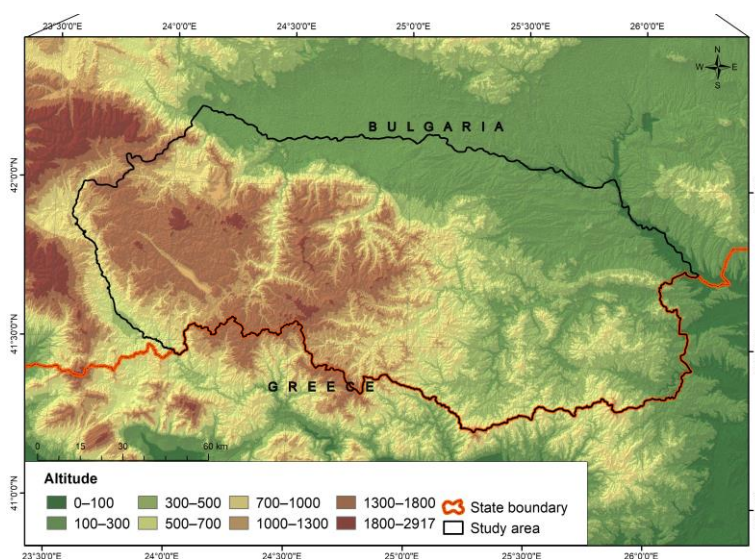 23°30'0"E 24°0'0"E 24°30'0"E 25°0'0"E 25°30'0"E 26°0'0"E
N
W E
S
BULGARIA
42°0'0"N
41°30'0"N
GREECE
0 15 30 60 km
41°0'0"N
Altitude
0–100 300–500 700–1000 1300–1800 State boundary
100–300 500–700 1000–1300 1800–2917 Study area
23°30'0"E 24°0'0"E 24°30'0"E 25°0'0"E 25°30'0"E 26°0'0"E